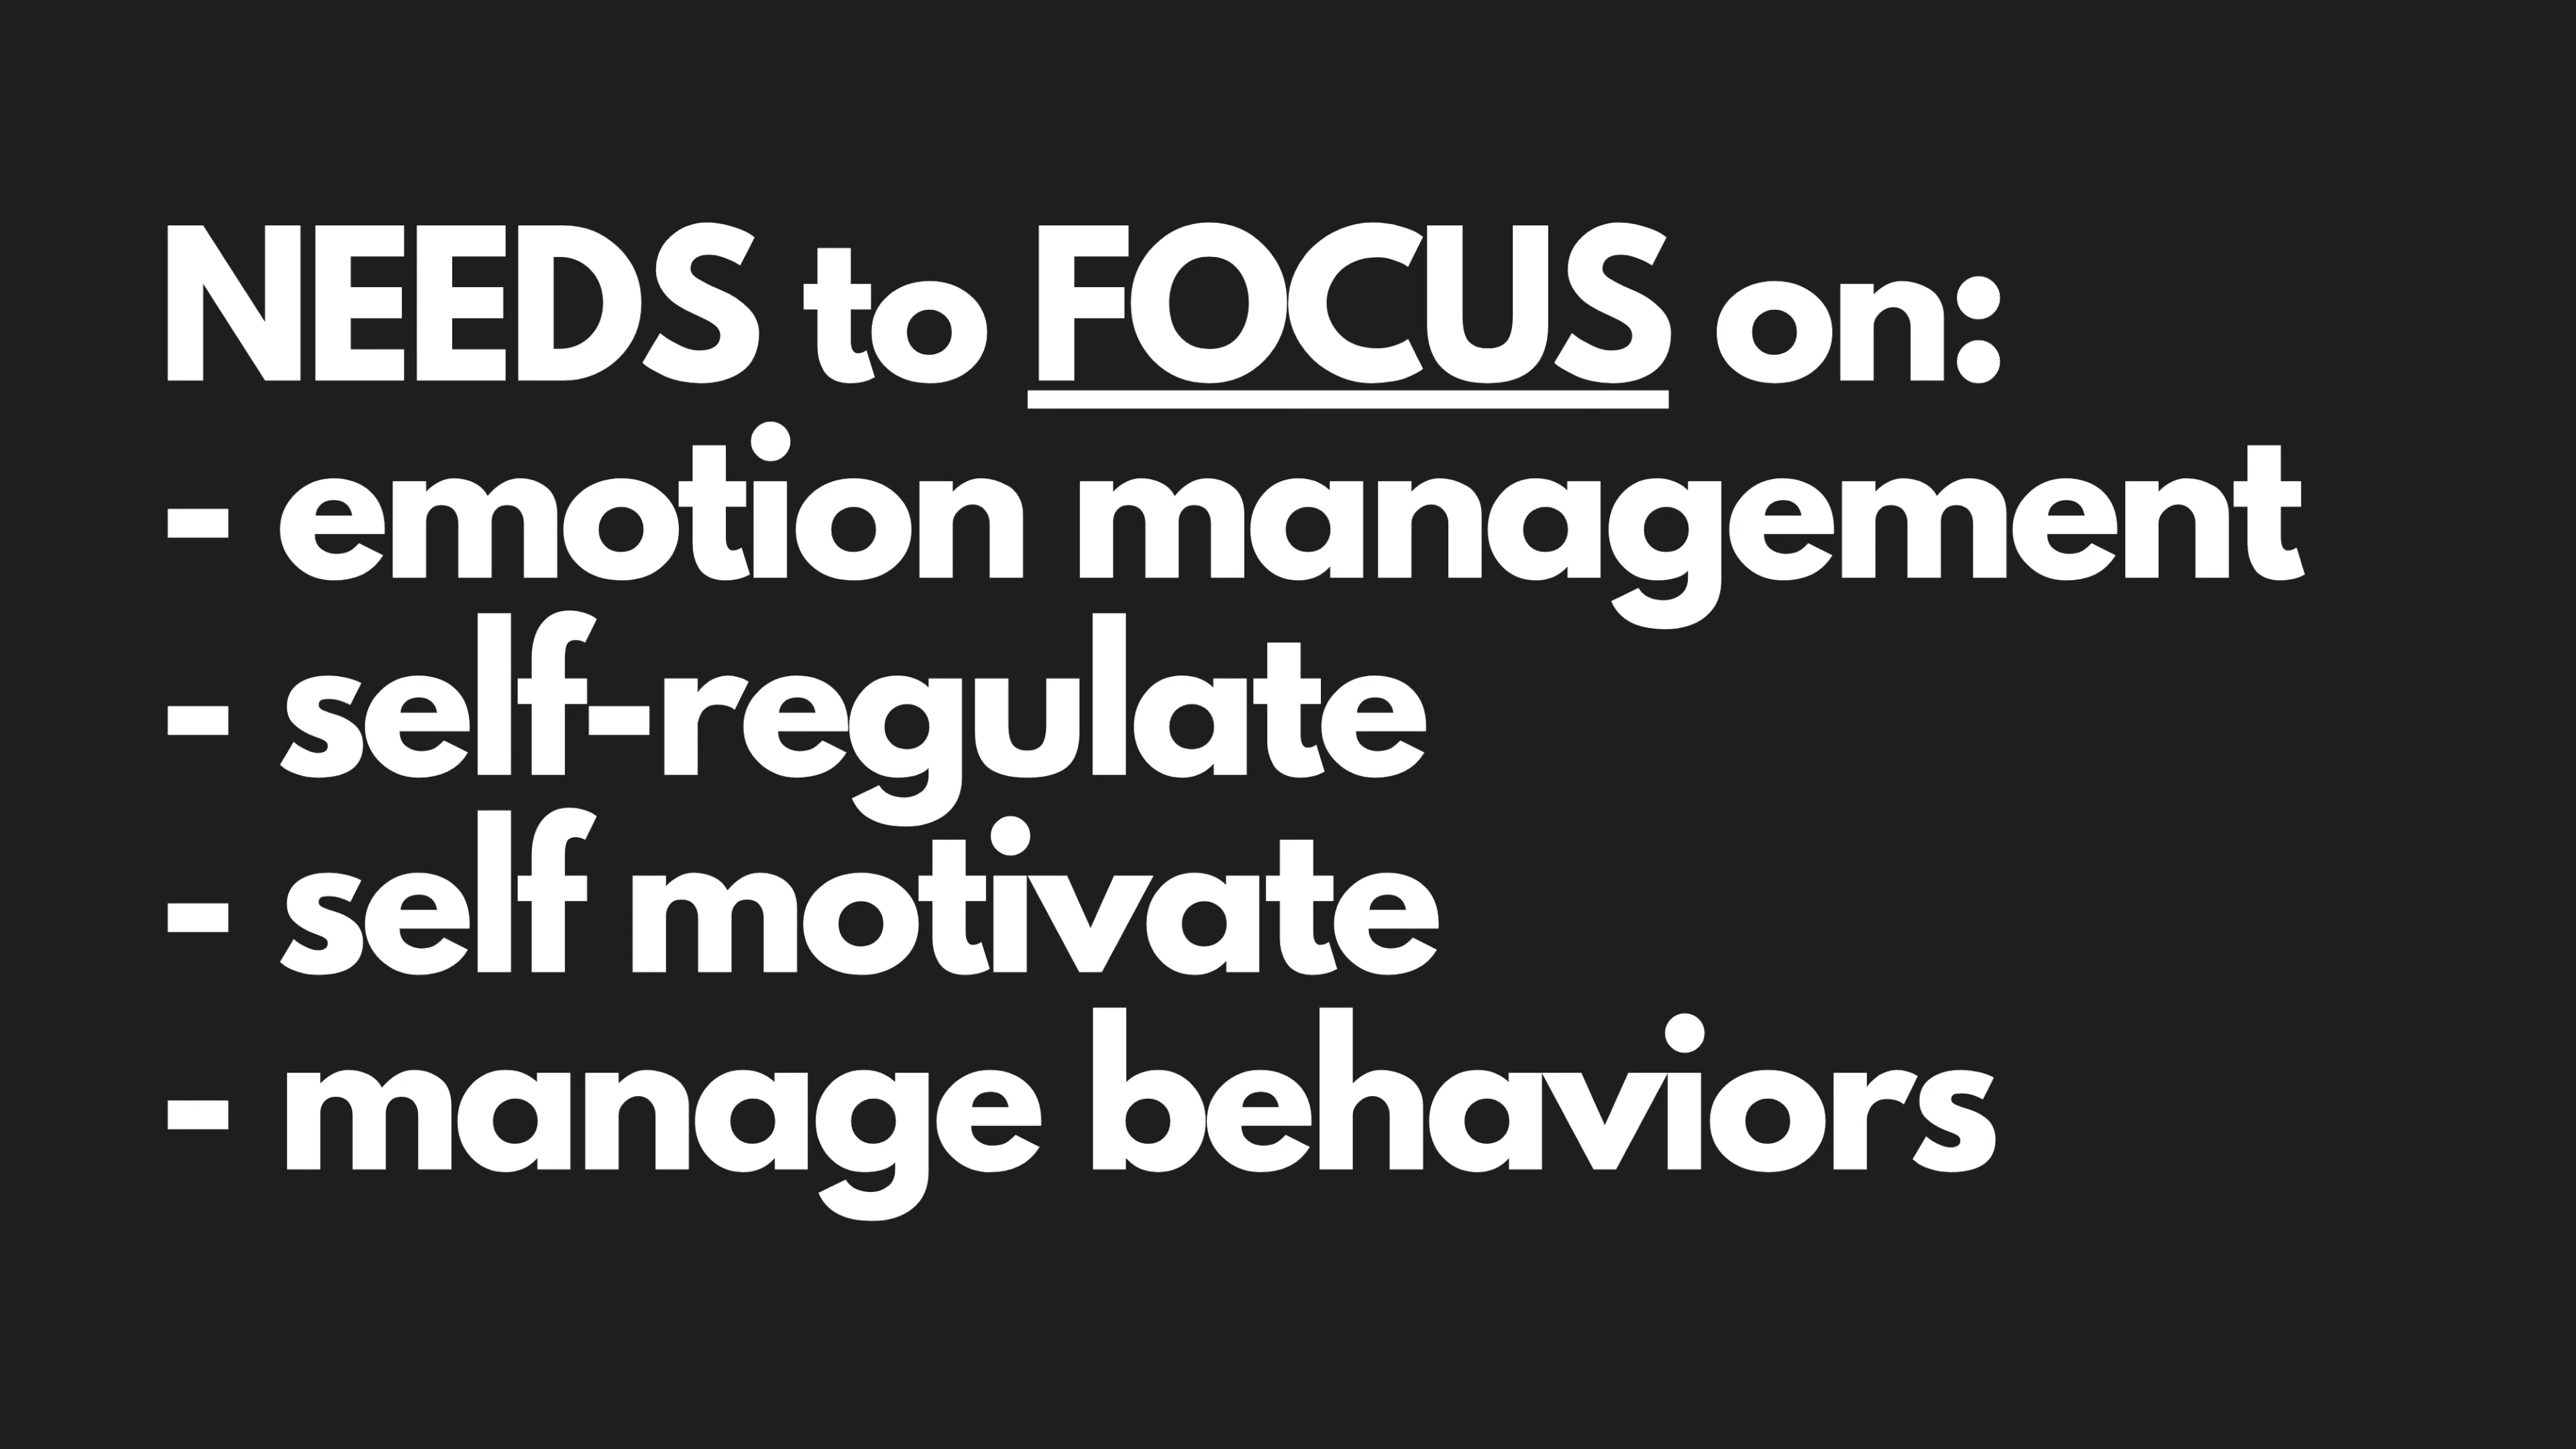 NEEDS to FOCUS on:
- emotion management
- self-regulate
- self motivate
- manage behaviors